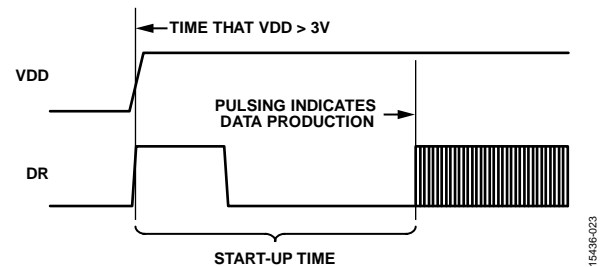 TIME THAT VDD > 3V
VDD
PULSING INDICATES
DATA PRODUCTION
DR
START-UP TIME
15436-023